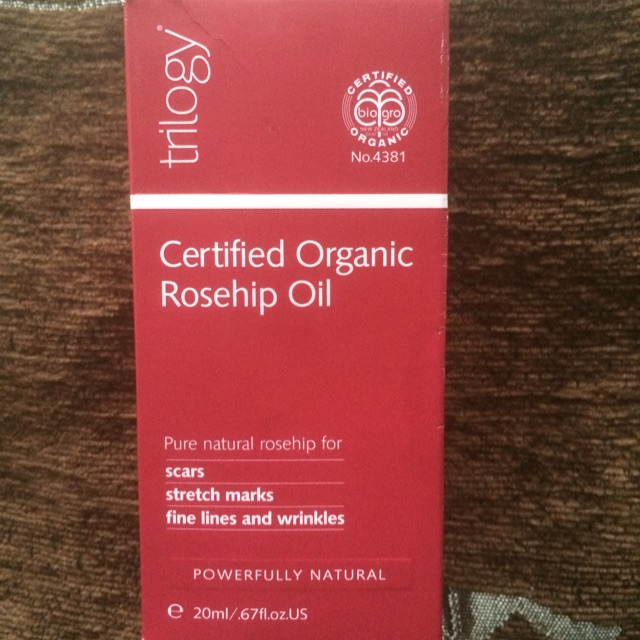 trilogy®
CERTIFIED
biogro
NEW ZEALAND
ORGANIC
No.4381
Certified Organic
Rosehip Oil
Pure natural rosehip for
scars
stretch marks
fine lines and wrinkles
POWERFULLY NATURAL
e 20ml/.67fl.oz.US